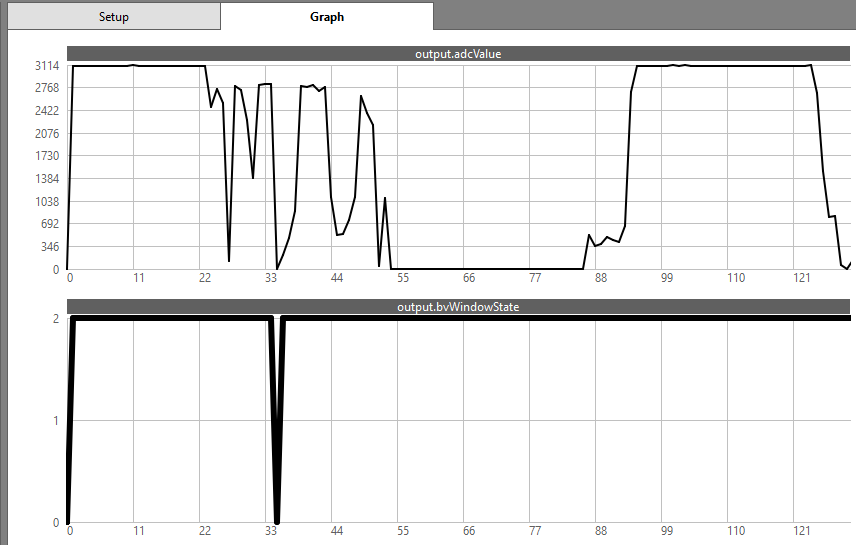 Setup Graph
output.adcValue
3114
2768
2422
2076
1730
1384
1038
692
346
0
0 11 22 33 44 55 66 77 88 99 110 121
output.bvWindowState
2
1
0
0 11 22 33 44 55 66 77 88 99 110 121